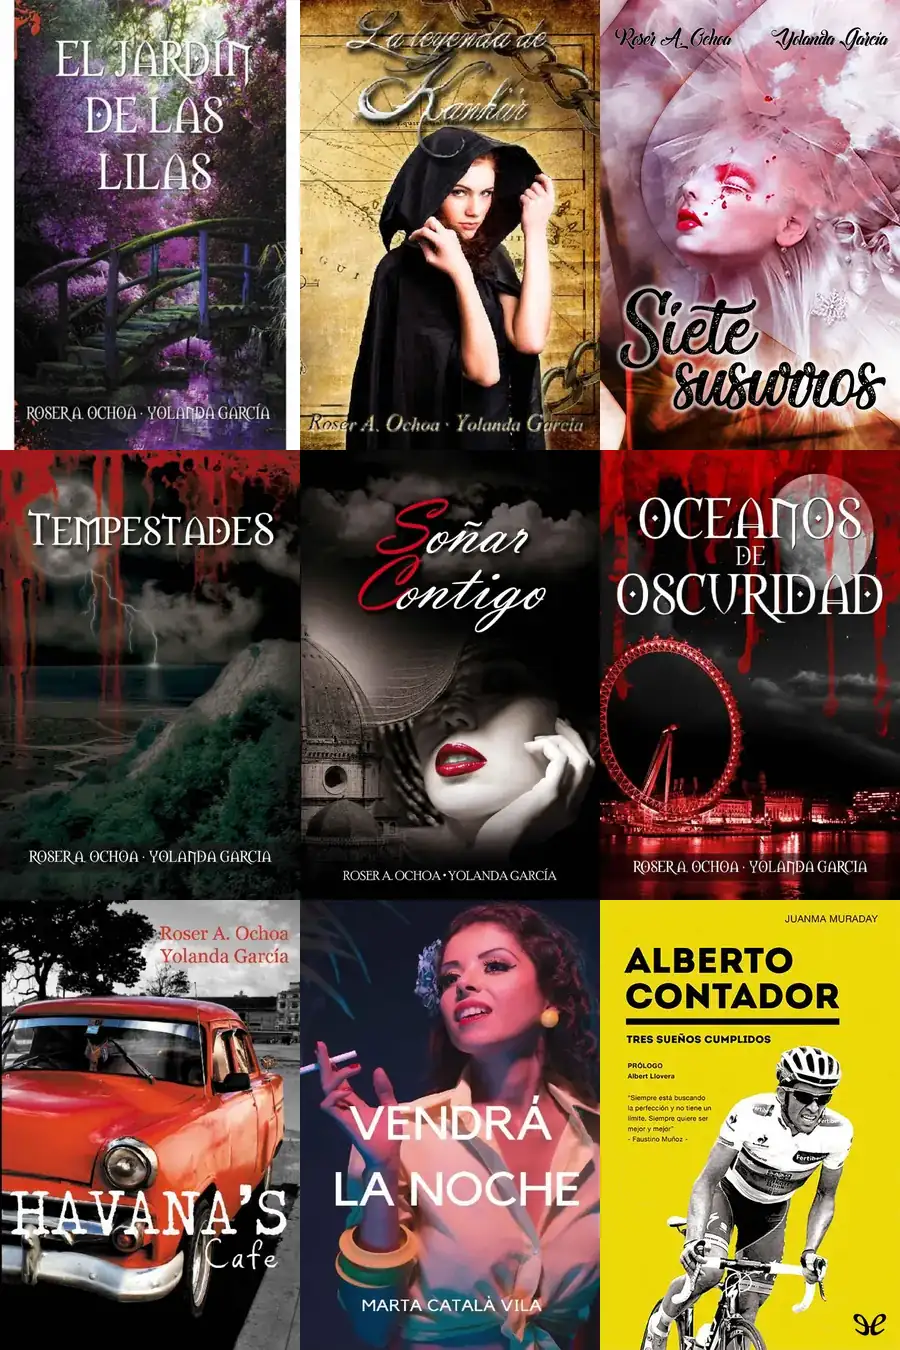 EL JARDÍN
DE LAS
LILAS
ROSER A. OCHOA · YOLANDA GARCÍA
La leyenda de
Kankár
Roser A. Ochoa · Yolanda García
Roser A. Ochoa
Yolanda García
Siete
susurros
TEMPESTADES
ROSER A. OCHOA · YOLANDA GARCIA
Soñar
Contigo
ROSER A. OCHOA • YOLANDA GARCÍA
OCEANOS
DE
OSCURIDAD
ROSER A. OCHOA · YOLANDA GARCIA
Roser A. Ochoa
Yolanda García
HAVANA'S
Cafe
VENDRÁ
LA NOCHE
MARTA CATALÀ VILA
JUANMA MURADAY
ALBERTO
CONTADOR
TRES SUEÑOS CUMPLIDOS
PRÓLOGO
Albert Llovera
"Siempre está buscando
la perfección y no tiene un
límite. Siempre quiere ser
mejor y mejor"
- Faustino Muñoz -